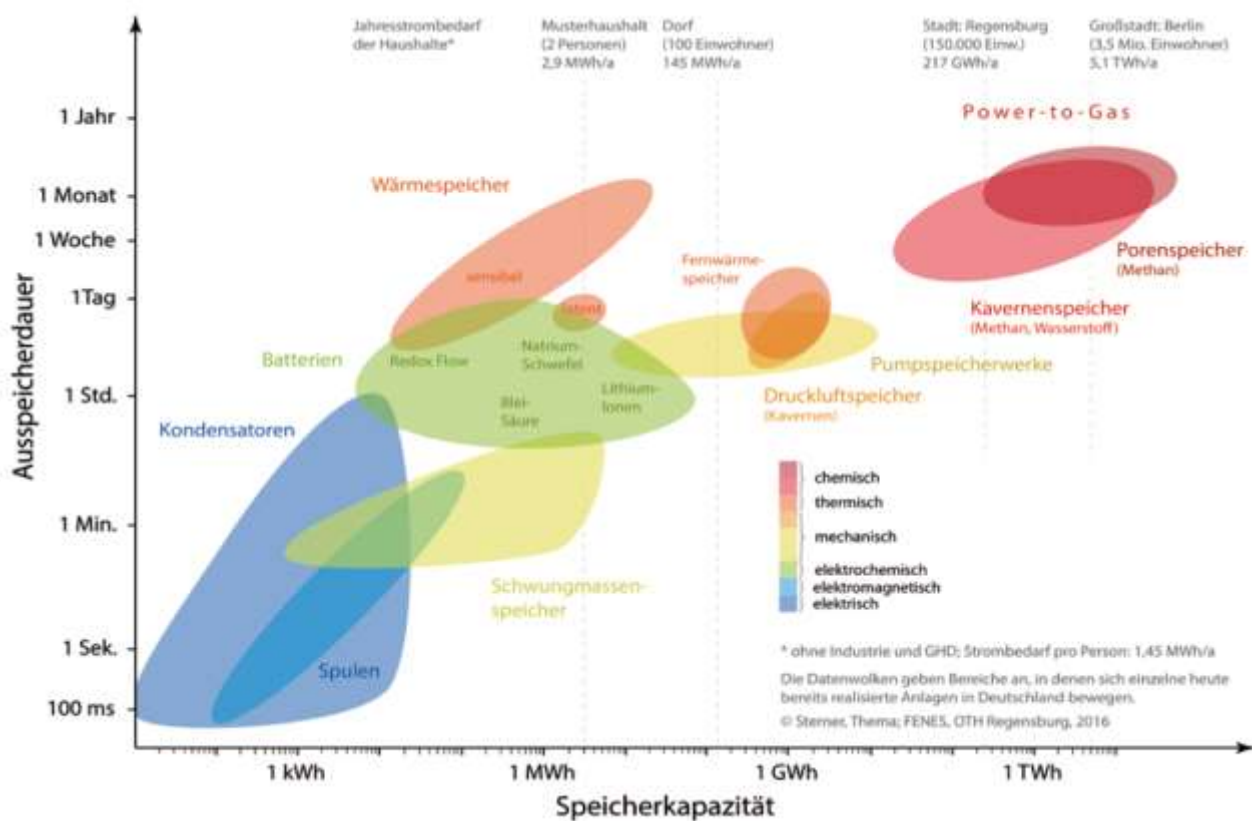 Jahresstrombedarf
der Haushalte*
Musterhaushalt
(2 Personen)
2,9 MWh/a
Dorf
(100 Einwohner)
145 MWh/a
Stadt: Regensburg
(150.000 Einw.)
217 GWh/a
Großstadt: Berlin
(3,5 Mio. Einwohner)
5,1 TWh/a
Ausspeicherdauer
1 Jahr
1 Monat
1 Woche
1Tag
1 Std.
1 Min.
1 Sek.
100 ms
Power-to-Gas
Wärmespeicher
sensibel
latent
Fernwärme-
speicher
Porenspeicher
(Methan)
Kavernenspeicher
(Methan, Wasserstoff)
Batterien
Redox Flow
Natrium-
Schwefel
Blei-
Säure
Lithium-
Ionen
Pumpspeicherwerke
Druckluftspeicher
(Kavernen)
Kondensatoren
Schwungmassen-
speicher
Spulen
chemisch
thermisch
mechanisch
elektrochemisch
elektromagnetisch
elektrisch
* ohne Industrie und GHD; Strombedarf pro Person: 1,45 MWh/a
Die Datenwolken geben Bereiche an, in denen sich einzelne heute
bereits realisierte Anlagen in Deutschland bewegen.
© Sterner, Thema; FENES, OTH Regensburg, 2016
1 kWh
1 MWh
1 GWh
1 TWh
Speicherkapazität